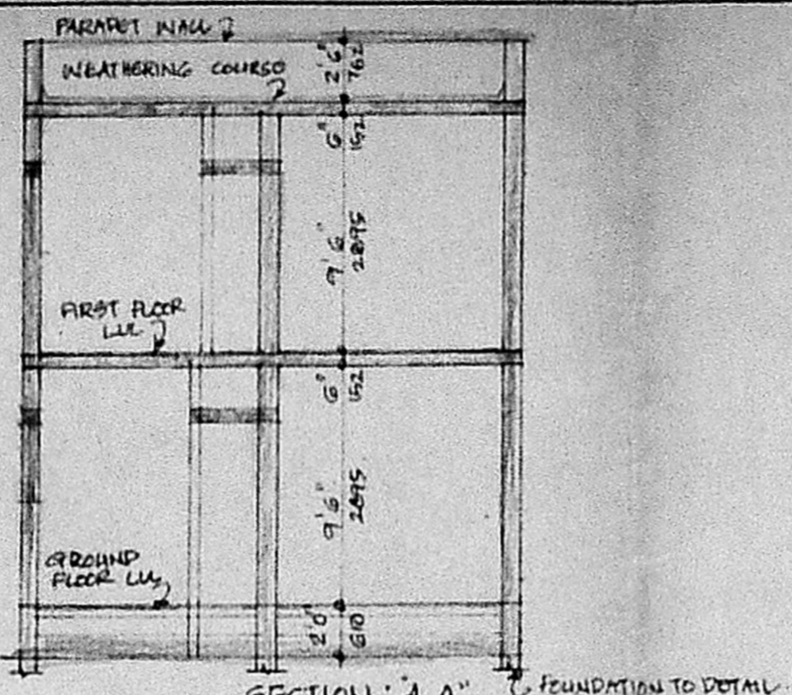 PARAPET WALL
WEATHERING COURSE
2'6"
762
6"
152
9'6"
2895
FIRST FLOOR
LVL
6"
152
9'6"
2895
GROUND
FLOOR LVL
2'0"
610
SECTION : "A A"
FOUNDATION TO DETAIL